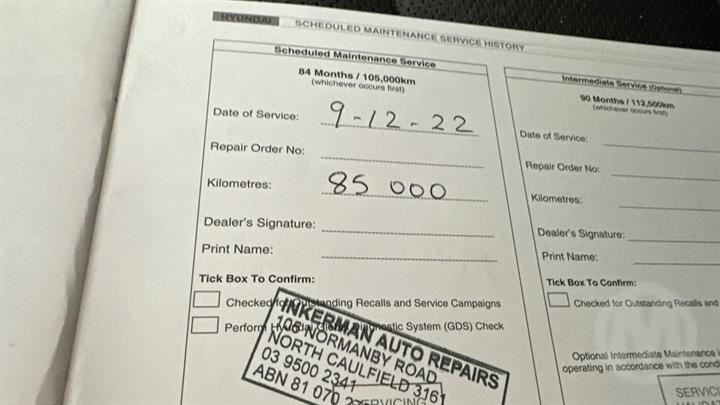 HYUNDAI SCHEDULED MAINTENANCE SERVICE HISTORY
Scheduled Maintenance Service
84 Months / 105,000km
(whichever occurs first)
Date of Service: 9-12-22
Repair Order No:
Kilometres: 85 000
Dealer's Signature:
Print Name:
Tick Box To Confirm:
Checked for Outstanding Recalls and Service Campaigns
Perform Hyundai Diagnostic System (GDS) Check
INKERMAN AUTO REPAIRS
105 NORMANBY ROAD
NORTH CAULFIELD 3161
03 9500 2341
ABN 81 070
SERVICING
Intermediate Service (Optional)
90 Months / 112,500km
(whichever occurs first)
Date of Service:
Repair Order No:
Kilometres:
Dealer's Signature:
Print Name:
Tick Box To Confirm:
Checked for Outstanding Recalls and
Optional Intermediate Maintenance
operating in accordance with the cond
SERVIC
M